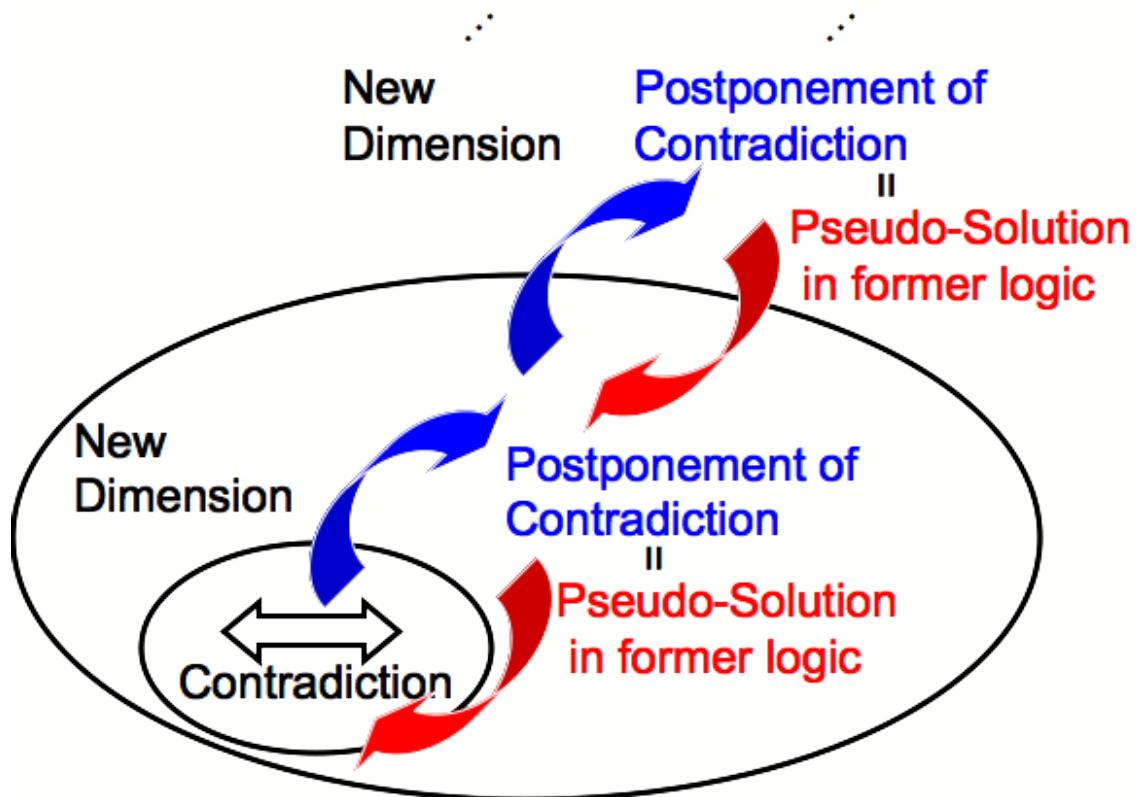 ⋰
⋰
New
Dimension
Postponement of
Contradiction
=
Pseudo-Solution
in former logic
New
Dimension
Postponement of
Contradiction
=
Pseudo-Solution
in former logic
Contradiction